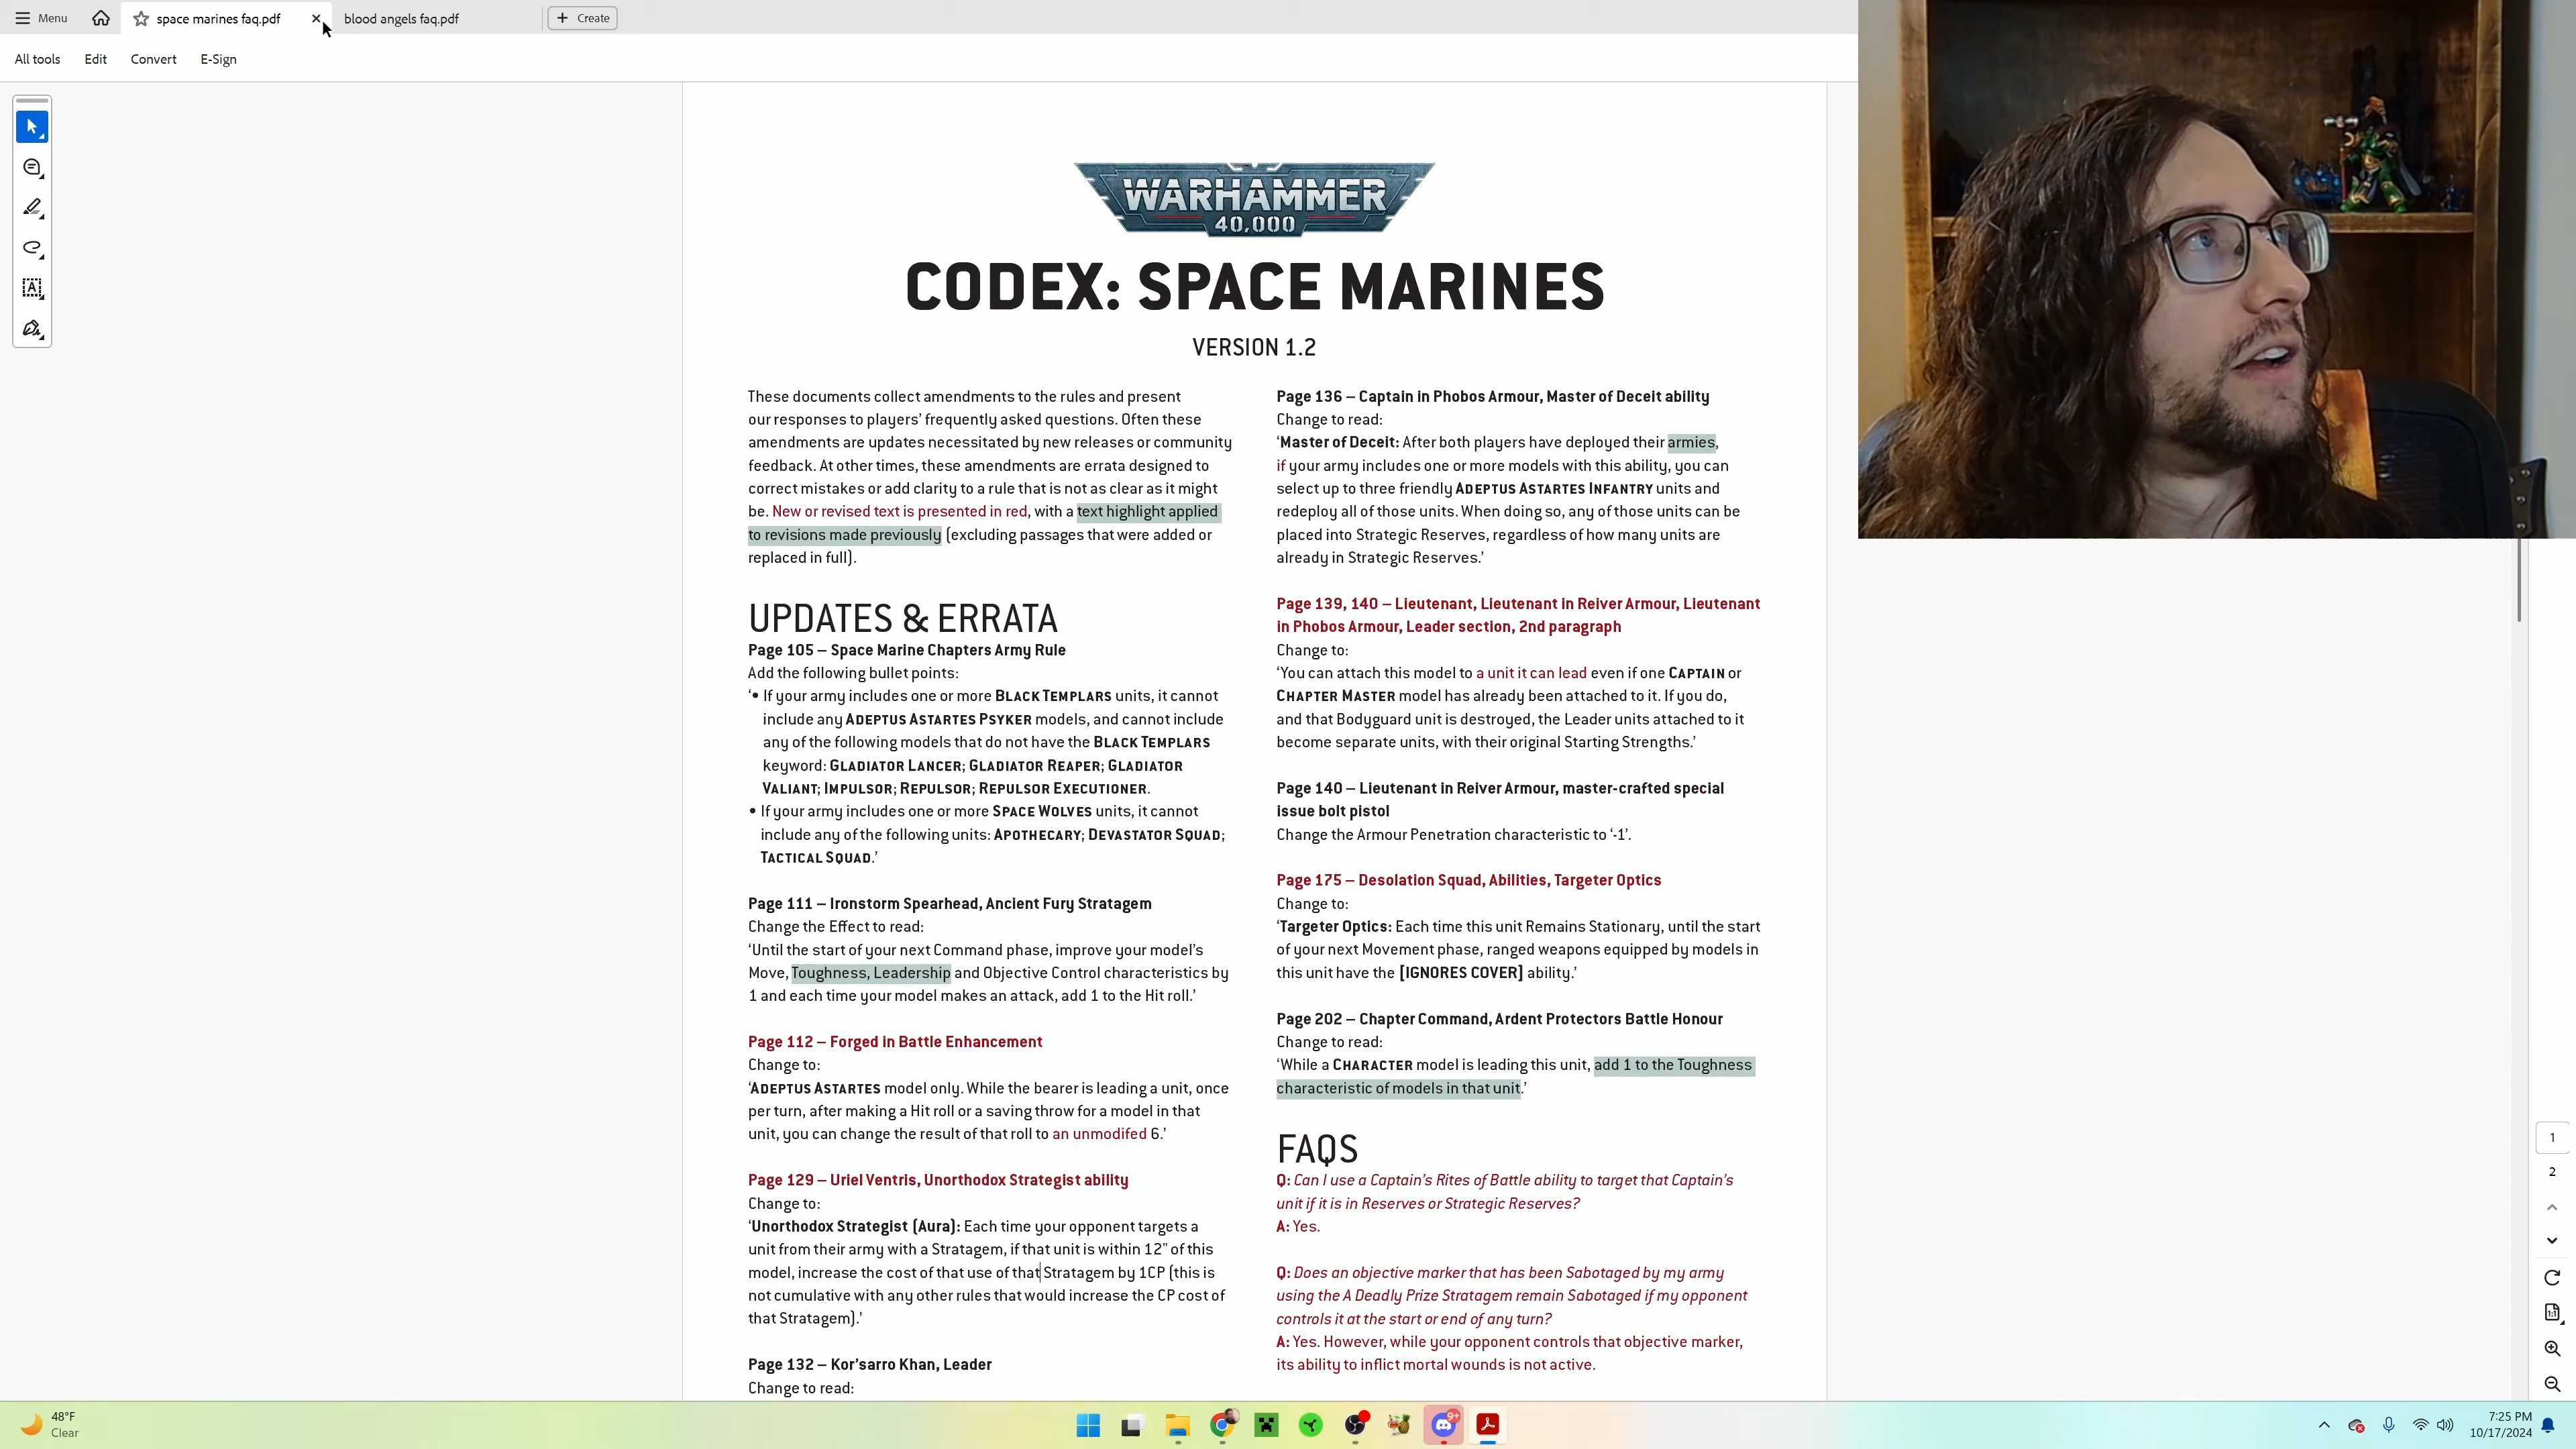 Menu
space marines faq.pdf
blood angels faq.pdf
Create
All tools
Edit
Convert
E-Sign
WARHAMMER
40,000
CODEX: SPACE MARINES
VERSION 1.2
These documents collect amendments to the rules and present
our responses to players' frequently asked questions. Often these
amendments are updates necessitated by new releases or community
feedback. At other times, these amendments are errata designed to
correct mistakes or add clarity to a rule that is not as clear as it might
be. New or revised text is presented in red, with a text highlight applied
to revisions made previously (excluding passages that were added or
replaced in full).
UPDATES & ERRATA
Page 105 – Space Marine Chapters Army Rule
Add the following bullet points:
‘• If your army includes one or more BLACK TEMPLARS units, it cannot
include any ADEPTUS ASTARTES PSYKER models, and cannot include
any of the following models that do not have the BLACK TEMPLARS
keyword: GLADIATOR LANCER; GLADIATOR REAPER; GLADIATOR
VALIANT; IMPULSOR; REPULSOR; REPULSOR EXECUTIONER.
• If your army includes one or more SPACE WOLVES units, it cannot
include any of the following units: APOTHECARY; DEVASTATOR SQUAD;
TACTICAL SQUAD.’
Page 111 – Ironstorm Spearhead, Ancient Fury Stratagem
Change the Effect to read:
‘Until the start of your next Command phase, improve your model’s
Move, Toughness, Leadership and Objective Control characteristics by
1 and each time your model makes an attack, add 1 to the Hit roll.’
Page 112 – Forged in Battle Enhancement
Change to:
‘ADEPTUS ASTARTES model only. While the bearer is leading a unit, once
per turn, after making a Hit roll or a saving throw for a model in that
unit, you can change the result of that roll to an unmodifed 6.’
Page 129 – Uriel Ventris, Unorthodox Strategist ability
Change to:
‘Unorthodox Strategist (Aura): Each time your opponent targets a
unit from their army with a Stratagem, if that unit is within 12" of this
model, increase the cost of that use of that Stratagem by 1CP (this is
not cumulative with any other rules that would increase the CP cost of
that Stratagem).’
Page 132 – Kor’sarro Khan, Leader
Change to read:
Page 136 – Captain in Phobos Armour, Master of Deceit ability
Change to read:
‘Master of Deceit: After both players have deployed their armies,
if your army includes one or more models with this ability, you can
select up to three friendly ADEPTUS ASTARTES INFANTRY units and
redeploy all of those units. When doing so, any of those units can be
placed into Strategic Reserves, regardless of how many units are
already in Strategic Reserves.’
Page 139, 140 – Lieutenant, Lieutenant in Reiver Armour, Lieutenant
in Phobos Armour, Leader section, 2nd paragraph
Change to:
‘You can attach this model to a unit it can lead even if one CAPTAIN or
CHAPTER MASTER model has already been attached to it. If you do,
and that Bodyguard unit is destroyed, the Leader units attached to it
become separate units, with their original Starting Strengths.’
Page 140 – Lieutenant in Reiver Armour, master-crafted special
issue bolt pistol
Change the Armour Penetration characteristic to ‘-1’.
Page 175 – Desolation Squad, Abilities, Targeter Optics
Change to:
‘Targeter Optics: Each time this unit Remains Stationary, until the start
of your next Movement phase, ranged weapons equipped by models in
this unit have the [IGNORES COVER] ability.’
Page 202 – Chapter Command, Ardent Protectors Battle Honour
Change to read:
‘While a CHARACTER model is leading this unit, add 1 to the Toughness
characteristic of models in that unit.’
FAQS
Q: Can I use a Captain’s Rites of Battle ability to target that Captain’s
unit if it is in Reserves or Strategic Reserves?
A: Yes.
Q: Does an objective marker that has been Sabotaged by my army
using the A Deadly Prize Stratagem remain Sabotaged if my opponent
controls it at the start or end of any turn?
A: Yes. However, while your opponent controls that objective marker,
its ability to inflict mortal wounds is not active.
1
2
48°F
Clear
9+
7:25 PM
10/17/2024